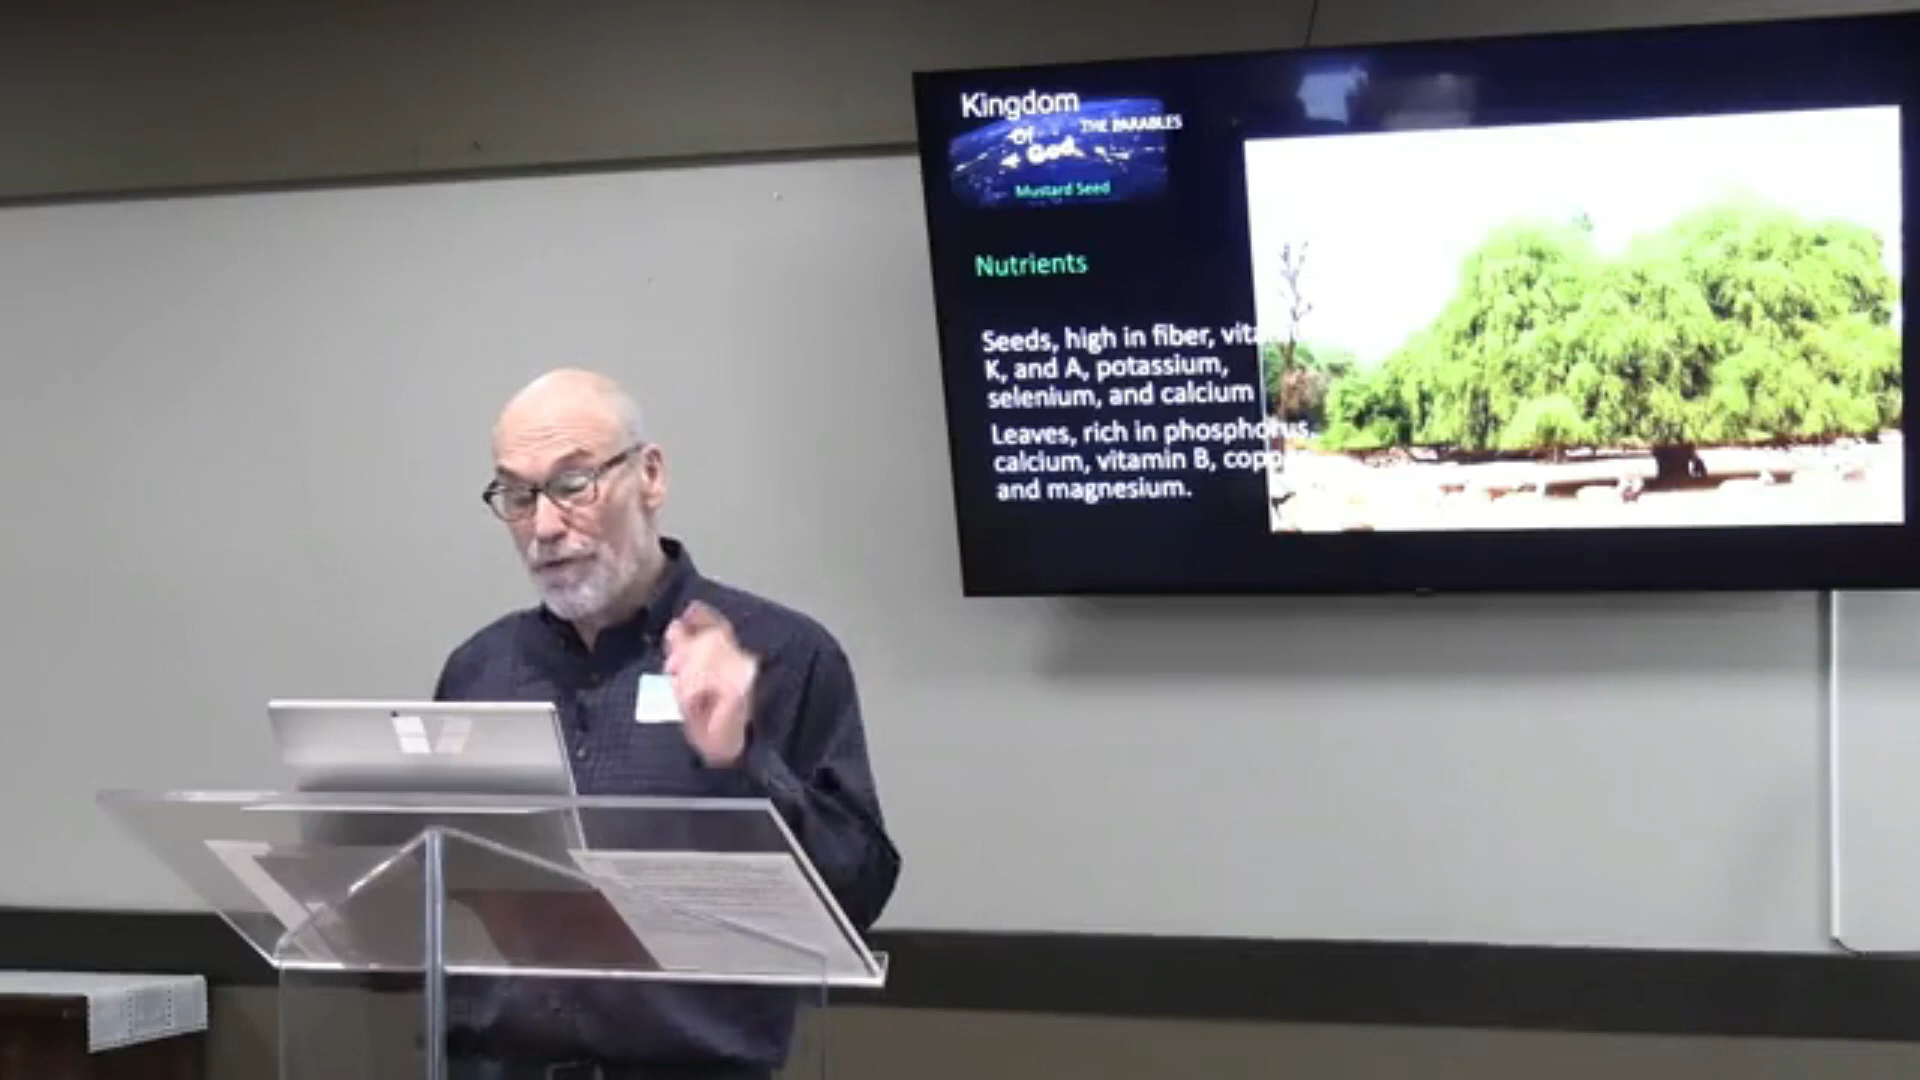 Kingdom
Of
God
THE PARABLES
Mustard Seed
Nutrients
Seeds, high in fiber,
K, and A, potassium,
selenium, and calcium
Leaves, rich in phosphorus,
calcium, vitamin B,
and magnesium.